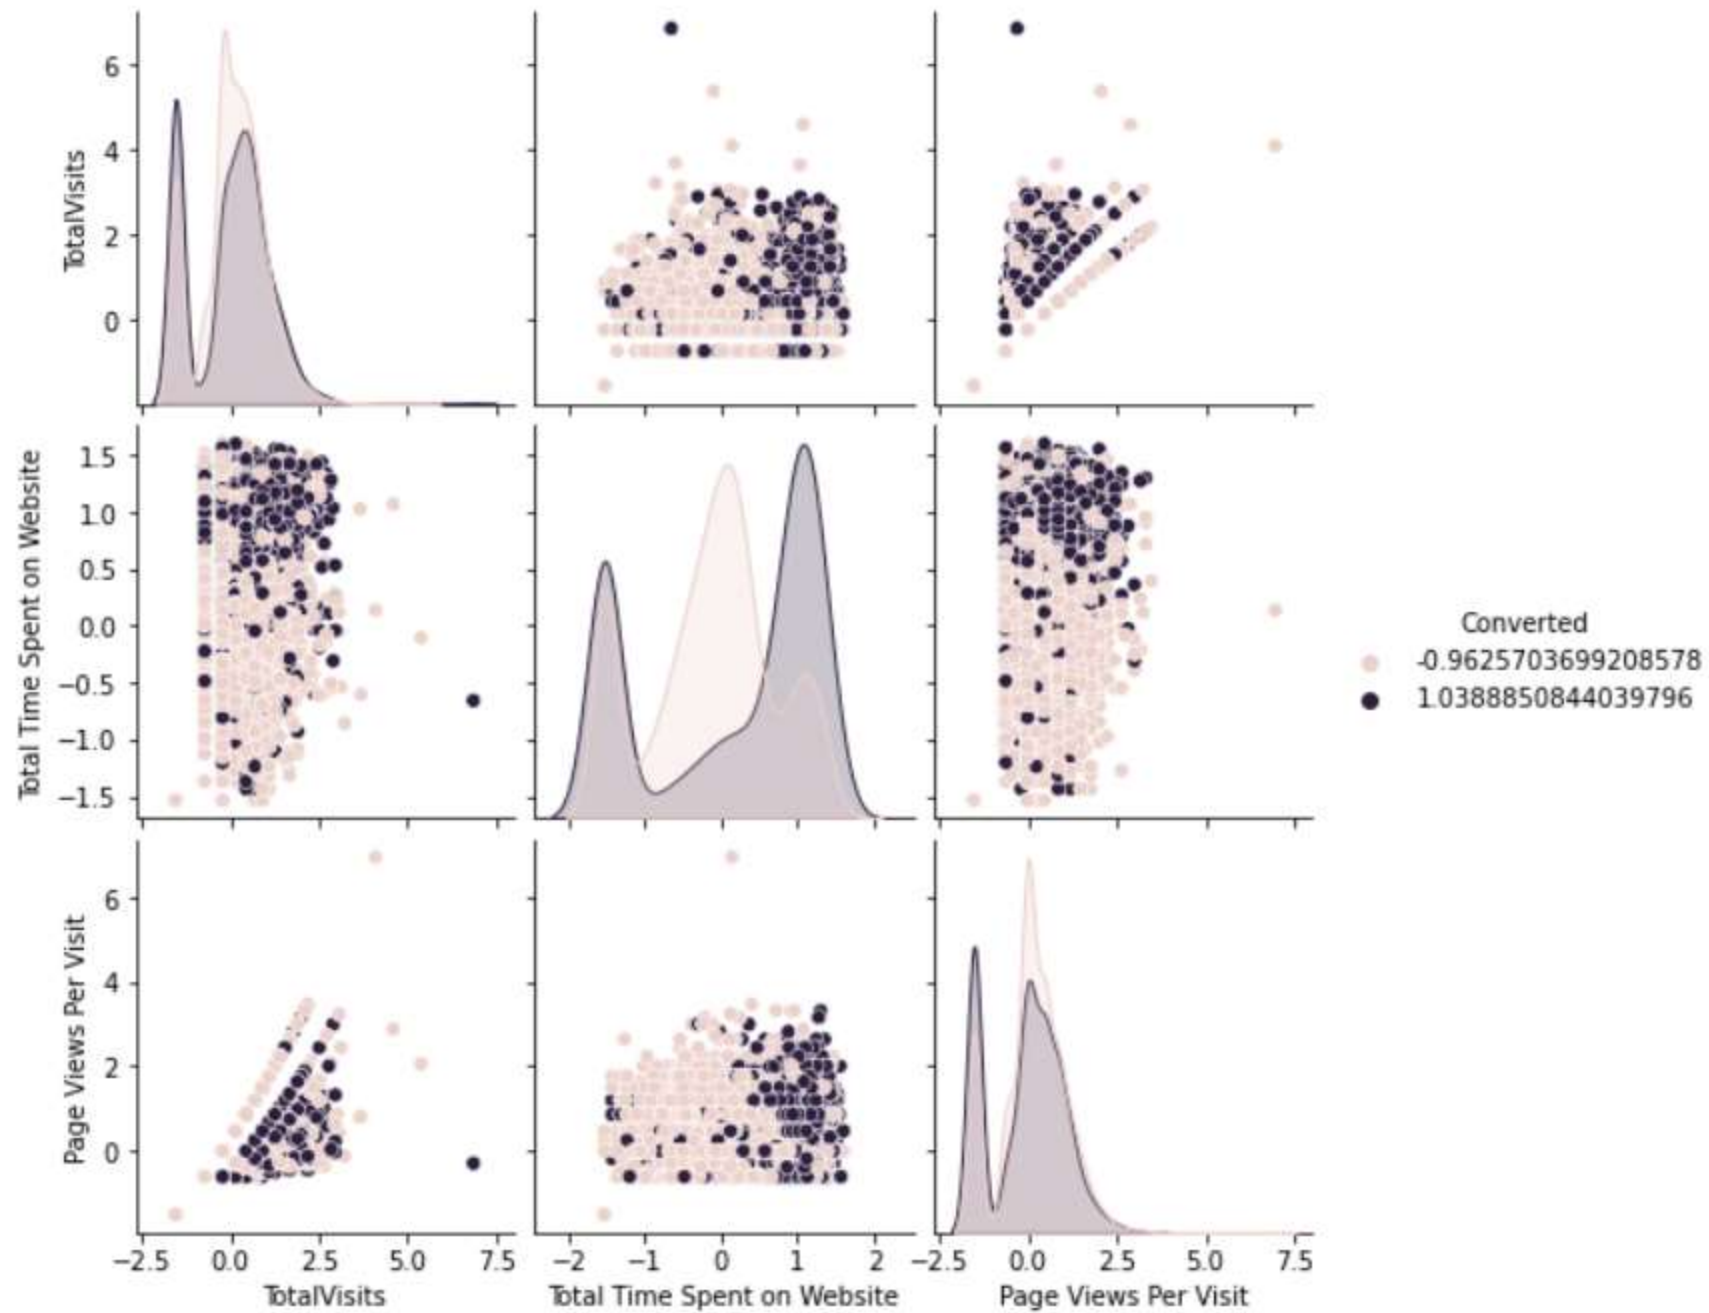 6
4
2
0
TotalVisits
1.5
1.0
0.5
0.0
−0.5
−1.0
−1.5
Total Time Spent on Website
Converted
-0.9625703699208578
1.0388850844039796
6
4
2
0
Page Views Per Visit
−2.5 0.0 2.5 5.0 7.5
−2 −1 0 1 2
−2.5 0.0 2.5 5.0 7.5
TotalVisits
Total Time Spent on Website
Page Views Per Visit